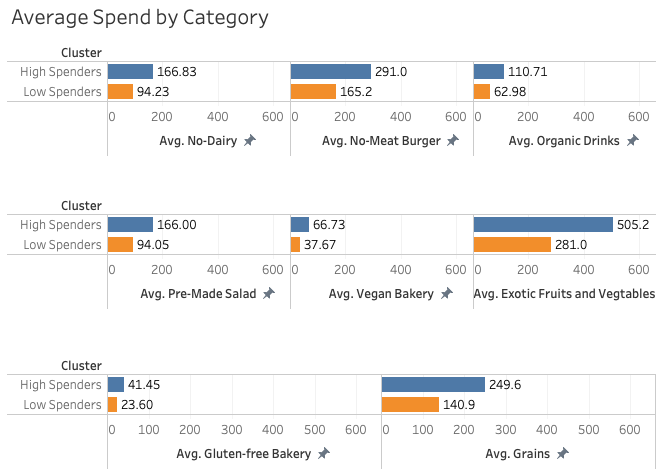 Average Spend by Category
Cluster
High Spenders 166.83 291.0 110.71
Low Spenders 94.23 165.2 62.98
0 200 400 600 0 200 400 600 0 200 400 600
Avg. No-Dairy Avg. No-Meat Burger Avg. Organic Drinks
Cluster
High Spenders 166.00 66.73 505.2
Low Spenders 94.05 37.67 281.0
0 200 400 600 0 200 400 600 0 200 400 600
Avg. Pre-Made Salad Avg. Vegan Bakery Avg. Exotic Fruits and Vegtables
Cluster
High Spenders 41.45 249.6
Low Spenders 23.60 140.9
0 100 200 300 400 500 600 0 100 200 300 400 500 600
Avg. Gluten-free Bakery Avg. Grains